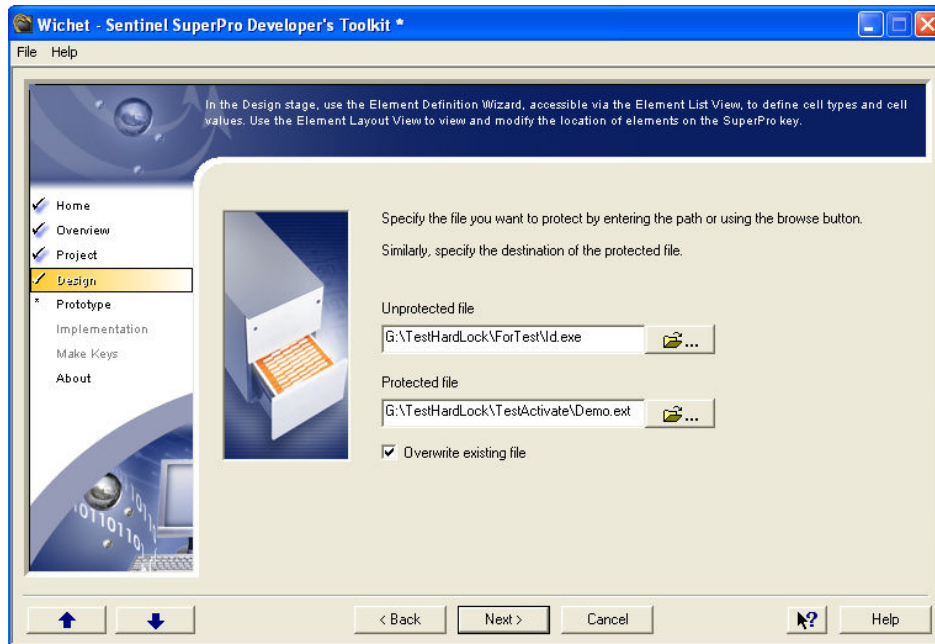 Wichet - Sentinel SuperPro Developer's Toolkit *
File Help
In the Design stage, use the Element Definition Wizard, accessible via the Element List View, to define cell types and cell
values. Use the Element Layout View to view and modify the location of elements on the SuperPro key.
Home
Overview
Project
Design
* Prototype
Implementation
Make Keys
About
Specify the file you want to protect by entering the path or using the browse button.
Similarly, specify the destination of the protected file.
Unprotected file
G:\TestHardLock\ForTest\Id.exe
...
Protected file
G:\TestHardLock\TestActivate\Demo.ext
...
Overwrite existing file
< Back Next > Cancel ? Help